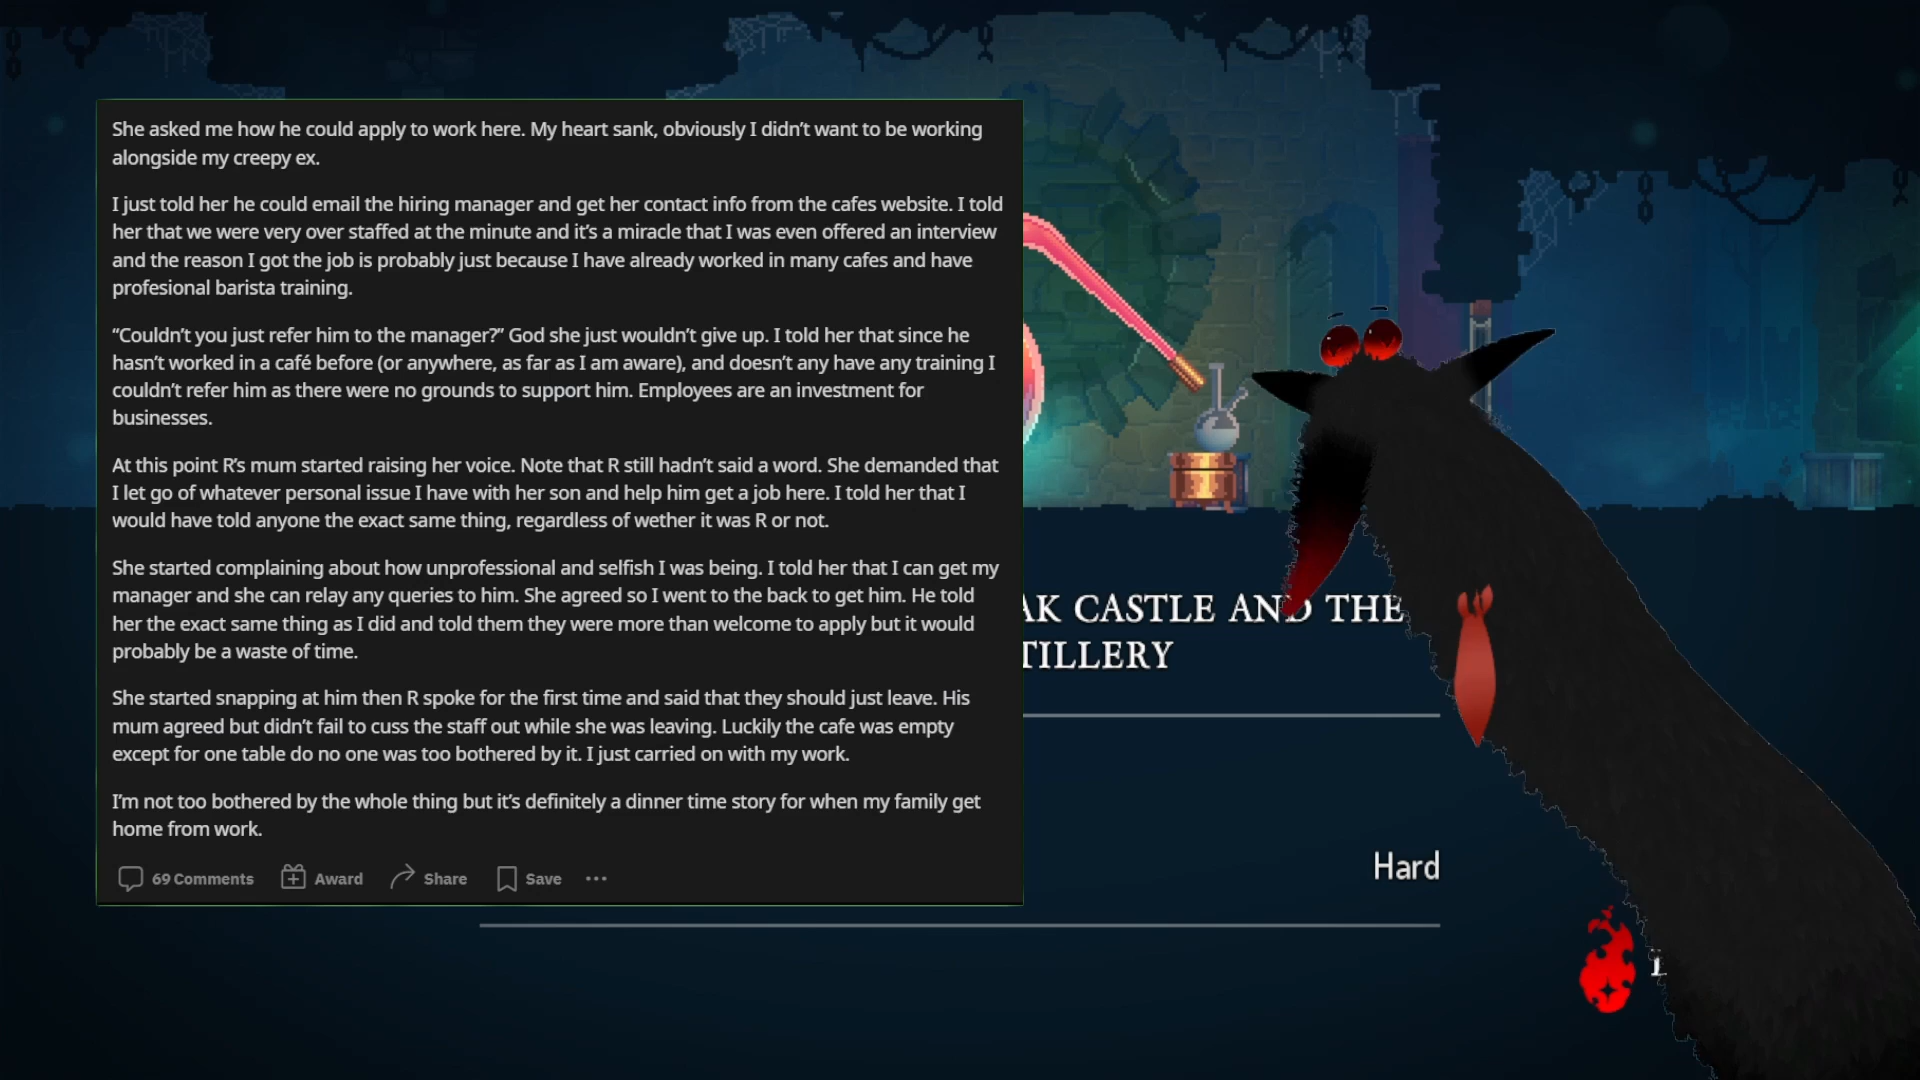 She asked me how he could apply to work here. My heart sank, obviously I didn’t want to be working
alongside my creepy ex.
I just told her he could email the hiring manager and get her contact info from the cafes website. I told
her that we were very over staffed at the minute and it’s a miracle that I was even offered an interview
and the reason I got the job is probably just because I have already worked in many cafes and have
profesional barista training.
“Couldn’t you just refer him to the manager?” God she just wouldn’t give up. I told her that since he
hasn’t worked in a café before (or anywhere, as far as I am aware), and doesn’t any have any training I
couldn’t refer him as there were no grounds to support him. Employees are an investment for
businesses.
At this point R’s mum started raising her voice. Note that R still hadn’t said a word. She demanded that
I let go of whatever personal issue I have with her son and help him get a job here. I told her that I
would have told anyone the exact same thing, regardless of wether it was R or not.
She started complaining about how unprofessional and selfish I was being. I told her that I can get my
manager and she can relay any queries to him. She agreed so I went to the back to get him. He told
her the exact same thing as I did and told them they were more than welcome to apply but it would
probably be a waste of time.
She started snapping at him then R spoke for the first time and said that they should just leave. His
mum agreed but didn’t fail to cuss the staff out while she was leaving. Luckily the cafe was empty
except for one table do no one was too bothered by it. I just carried on with my work.
I’m not too bothered by the whole thing but it’s definitely a dinner time story for when my family get
home from work.
69 Comments Award Share Save
AK CASTLE AND THE
TILLERY
Hard